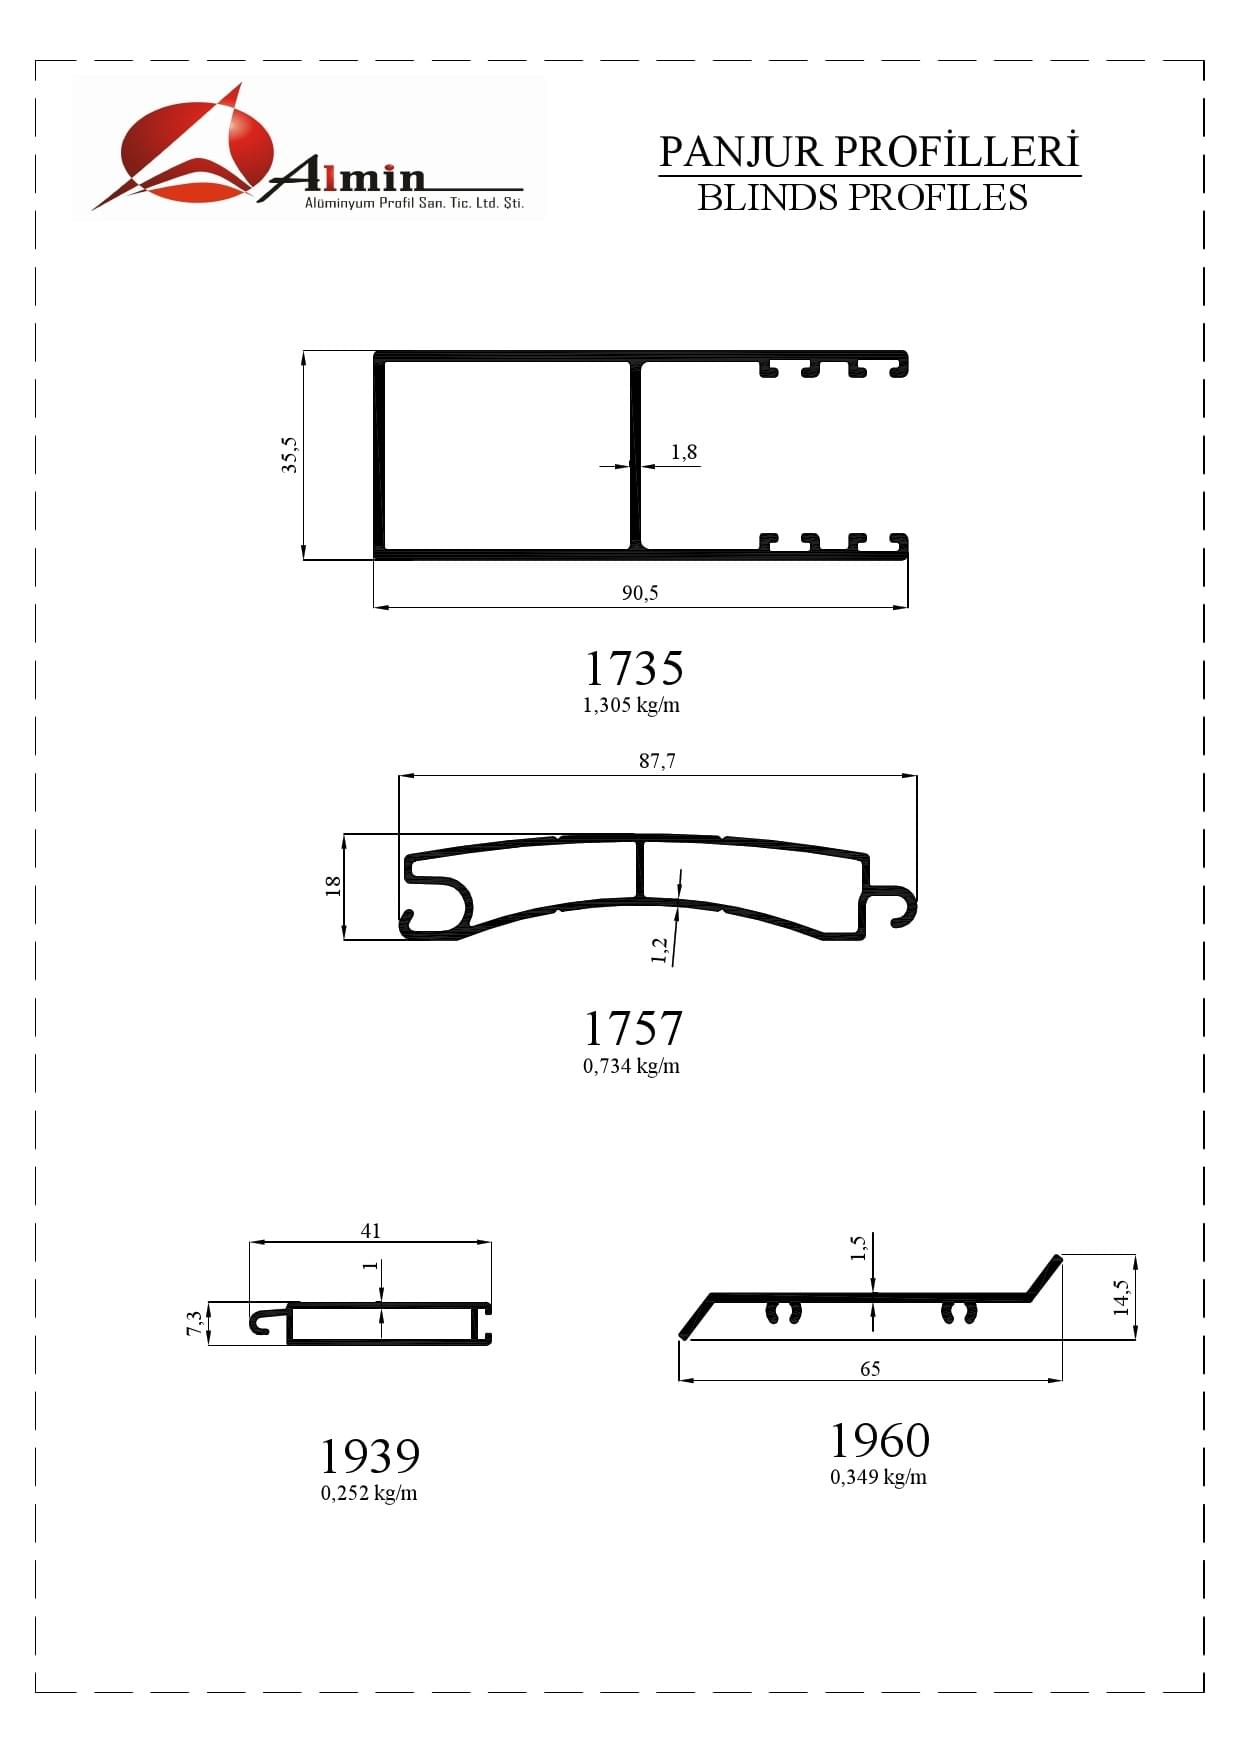 Almin
Alüminyum Profil San. Tic. Ltd. Şti.
PANJUR PROFİLLERİ
BLINDS PROFILES
35,5
1,8
90,5
1735
1,305 kg/m
87,7
18
1,2
1757
0,734 kg/m
41
1
7,3
1939
0,252 kg/m
1,5
14,5
65
1960
0,349 kg/m